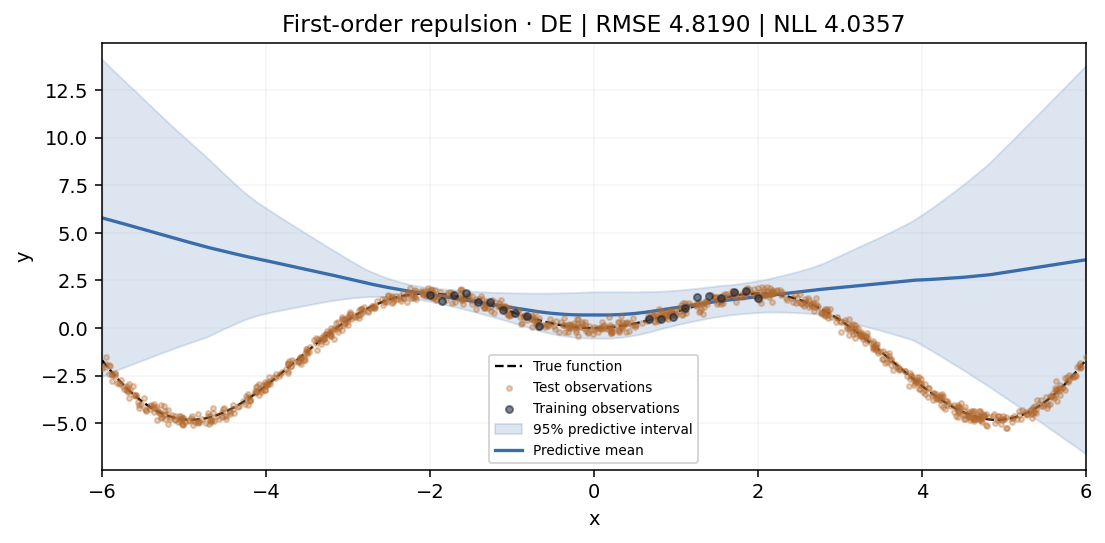 First-order repulsion · DE | RMSE 4.8190 | NLL 4.0357
12.5
10.0
7.5
5.0
2.5
0.0
−2.5
−5.0
y
True function
Test observations
Training observations
95% predictive interval
Predictive mean
−6
−4
−2
0
2
4
6
x